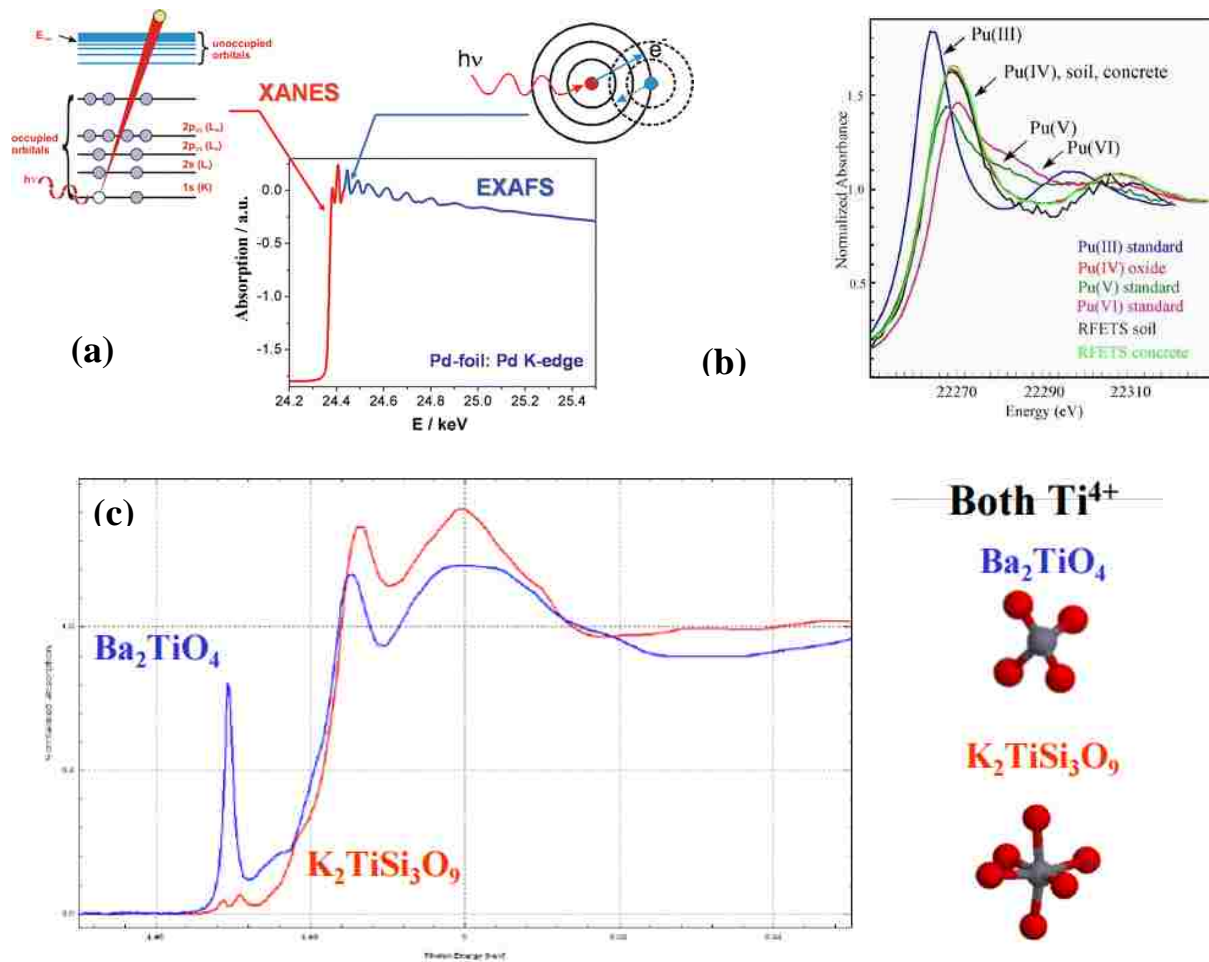 (a)
unoccupied
orbitals
occupied
orbitals
hν
1s (K)
XANES
hν
e⁻
EXAFS
Absorption / a.u.
0.0
-0.5
-1.0
-1.5
Pd-foil: Pd K-edge
24.2 24.4 24.6 24.8 25.0 25.2 25.4
E / keV
(b)
Pu(III)
Pu(IV), soil, concrete
Pu(V)
Pu(VI)
Normalized Absorbance
1.5
1.0
0.5
Pu(III) standard
Pu(IV) oxide
Pu(V) standard
Pu(VI) standard
RFETS soil
RFETS concrete
22270 22290 22310
Energy (eV)
(c)
Ba₂TiO₄
K₂TiSi₃O₉
Both Ti⁴⁺
Ba₂TiO₄
K₂TiSi₃O₉